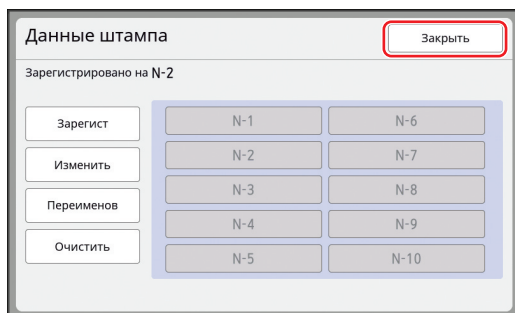 Данные штампа Закрыть
Зарегистрировано на N-2
Зарегист N-1 N-6
Изменить N-2 N-7
Переименов N-3 N-8
Очистить N-4 N-9
N-5 N-10